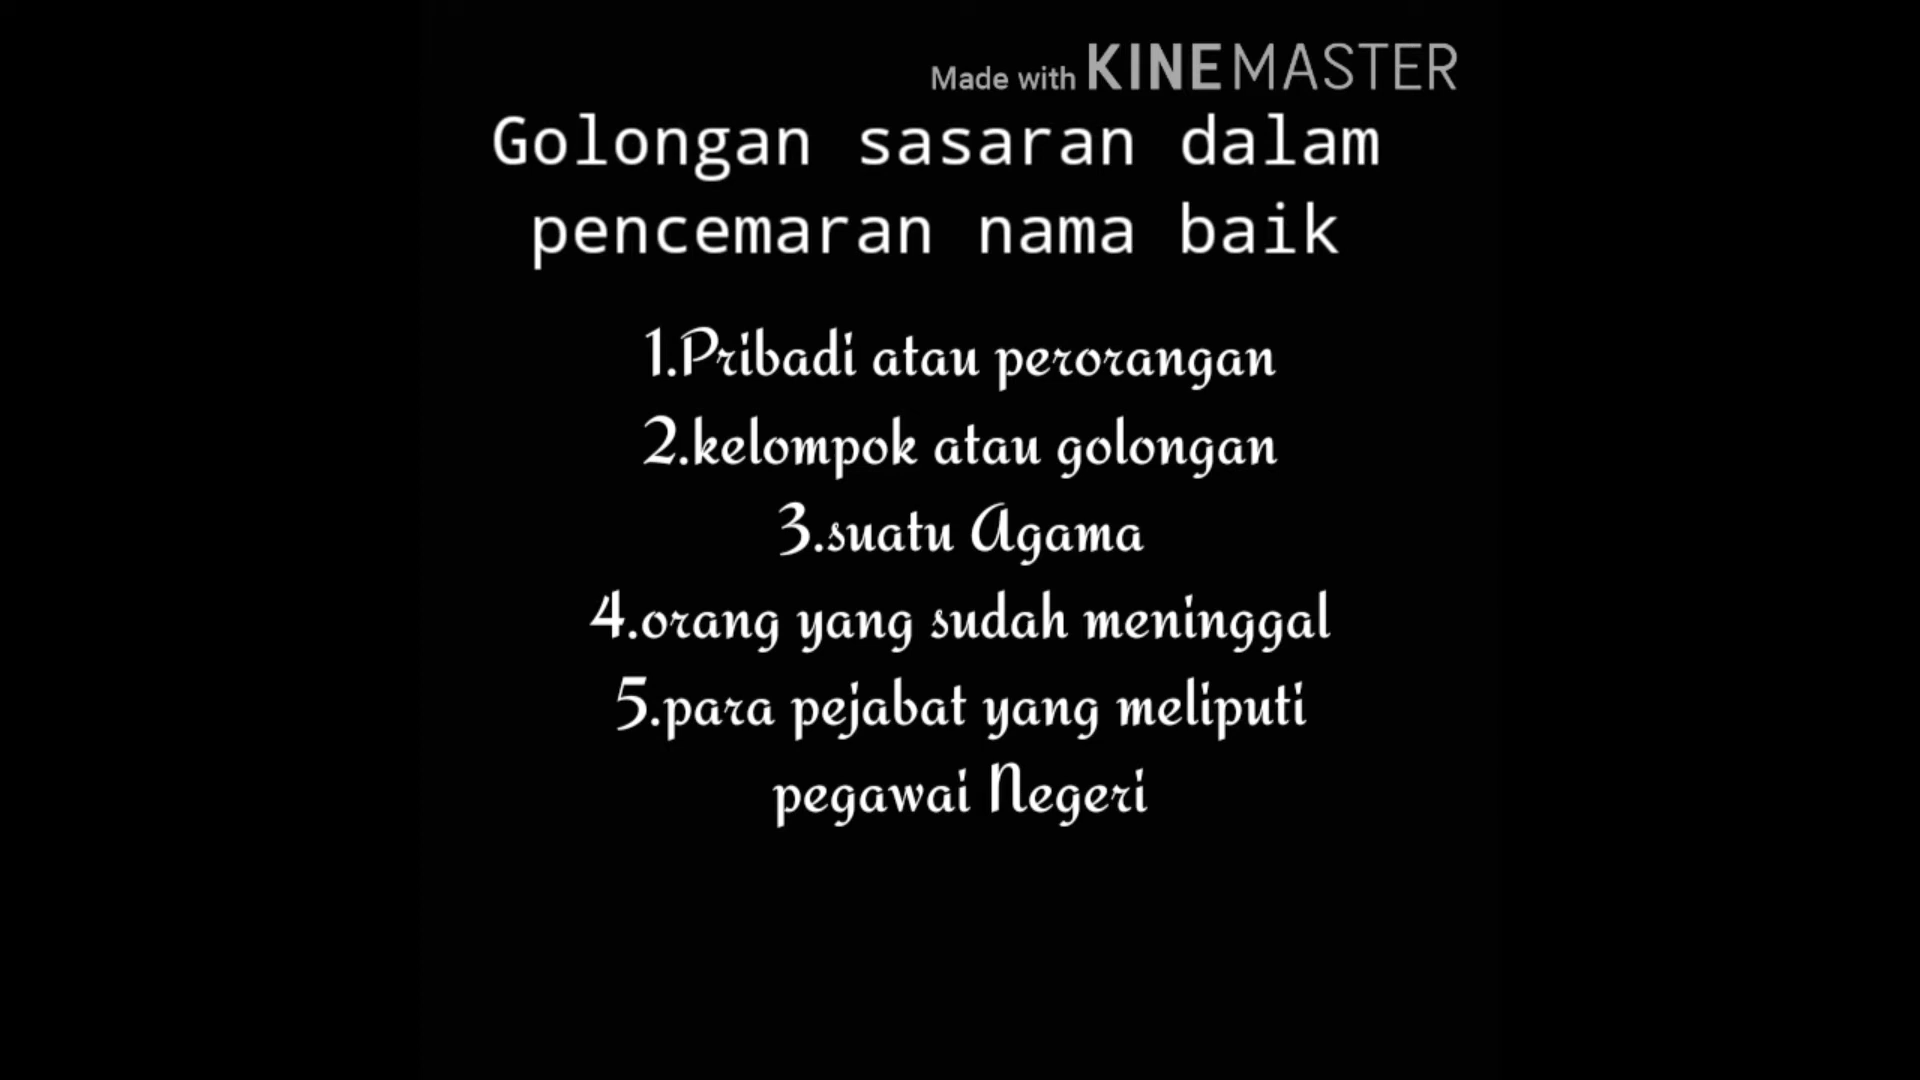 Made with KINEMASTER
Golongan sasaran dalam
pencemaran nama baik
1.Pribadi atau perorangan
2.kelompok atau golongan
3.suatu Agama
4.orang yang sudah meninggal
5.para pejabat yang meliputi
pegawai Negeri